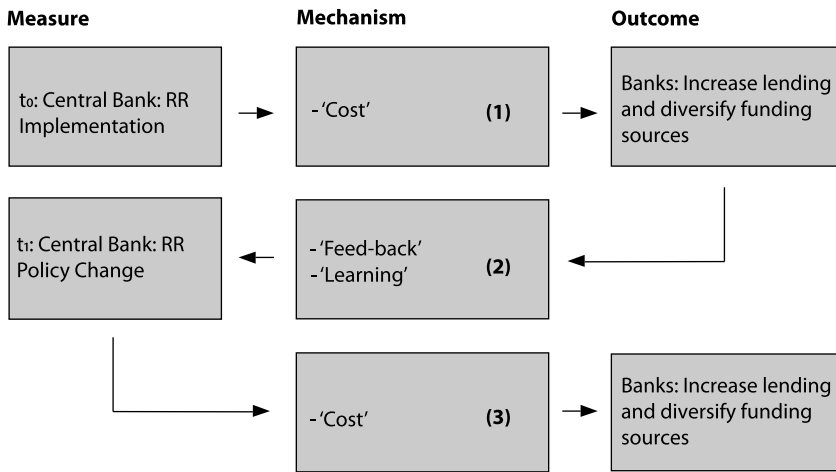 Measure
Mechanism
Outcome
t₀: Central Bank: RR
Implementation
- ‘Cost’ (1)
Banks: Increase lending
and diversify funding
sources
t₁: Central Bank: RR
Policy Change
- ‘Feed-back’
- ‘Learning’ (2)
- ‘Cost’ (3)
Banks: Increase lending
and diversify funding
sources